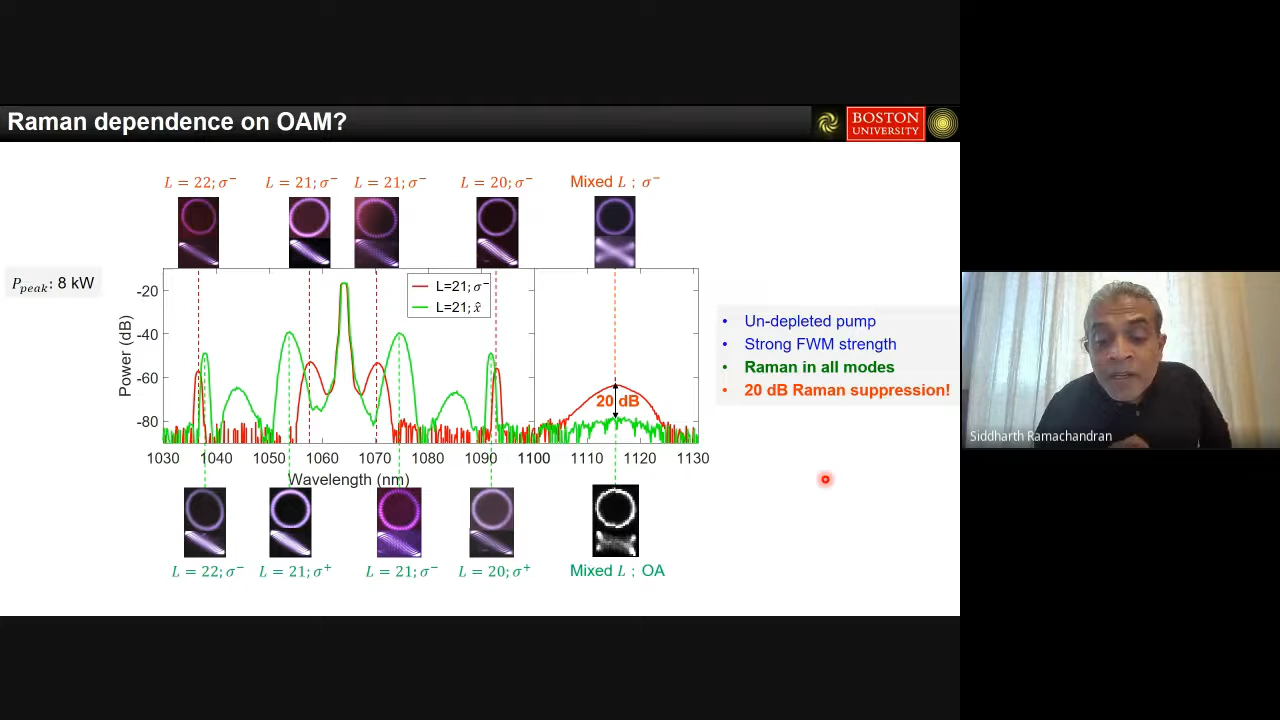 Raman dependence on OAM?
BOSTON
UNIVERSITY
L = 22; σ⁻
L = 21; σ⁻
L = 21; σ⁻
L = 20; σ⁻
Mixed L ; σ⁻
P_peak: 8 kW
L=21; σ⁻
L=21; x̂
Power (dB)
-20
-40
-60
-80
20 dB
1030 1040 1050 1060 1070 1080 1090 1100 1110 1120 1130
Wavelength (nm)
• Un-depleted pump
• Strong FWM strength
• Raman in all modes
• 20 dB Raman suppression!
L = 22; σ⁻
L = 21; σ⁺
L = 21; σ⁻
L = 20; σ⁺
Mixed L ; OA
Siddharth Ramachandran